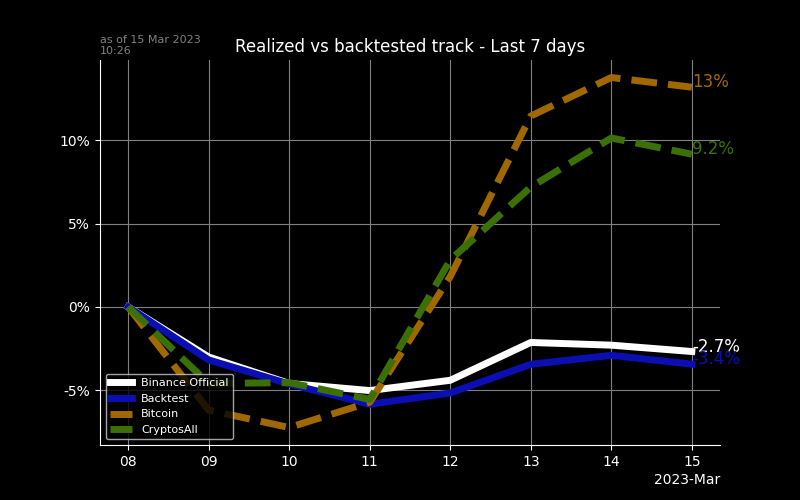 as of 15 Mar 2023
10:26
Realized vs backtested track - Last 7 days
13%
10%
9.2%
5%
0%
-2.7%
-3.4%
-5%
Binance Official
Backtest
Bitcoin
CryptosAll
08 09 10 11 12 13 14 15
2023-Mar